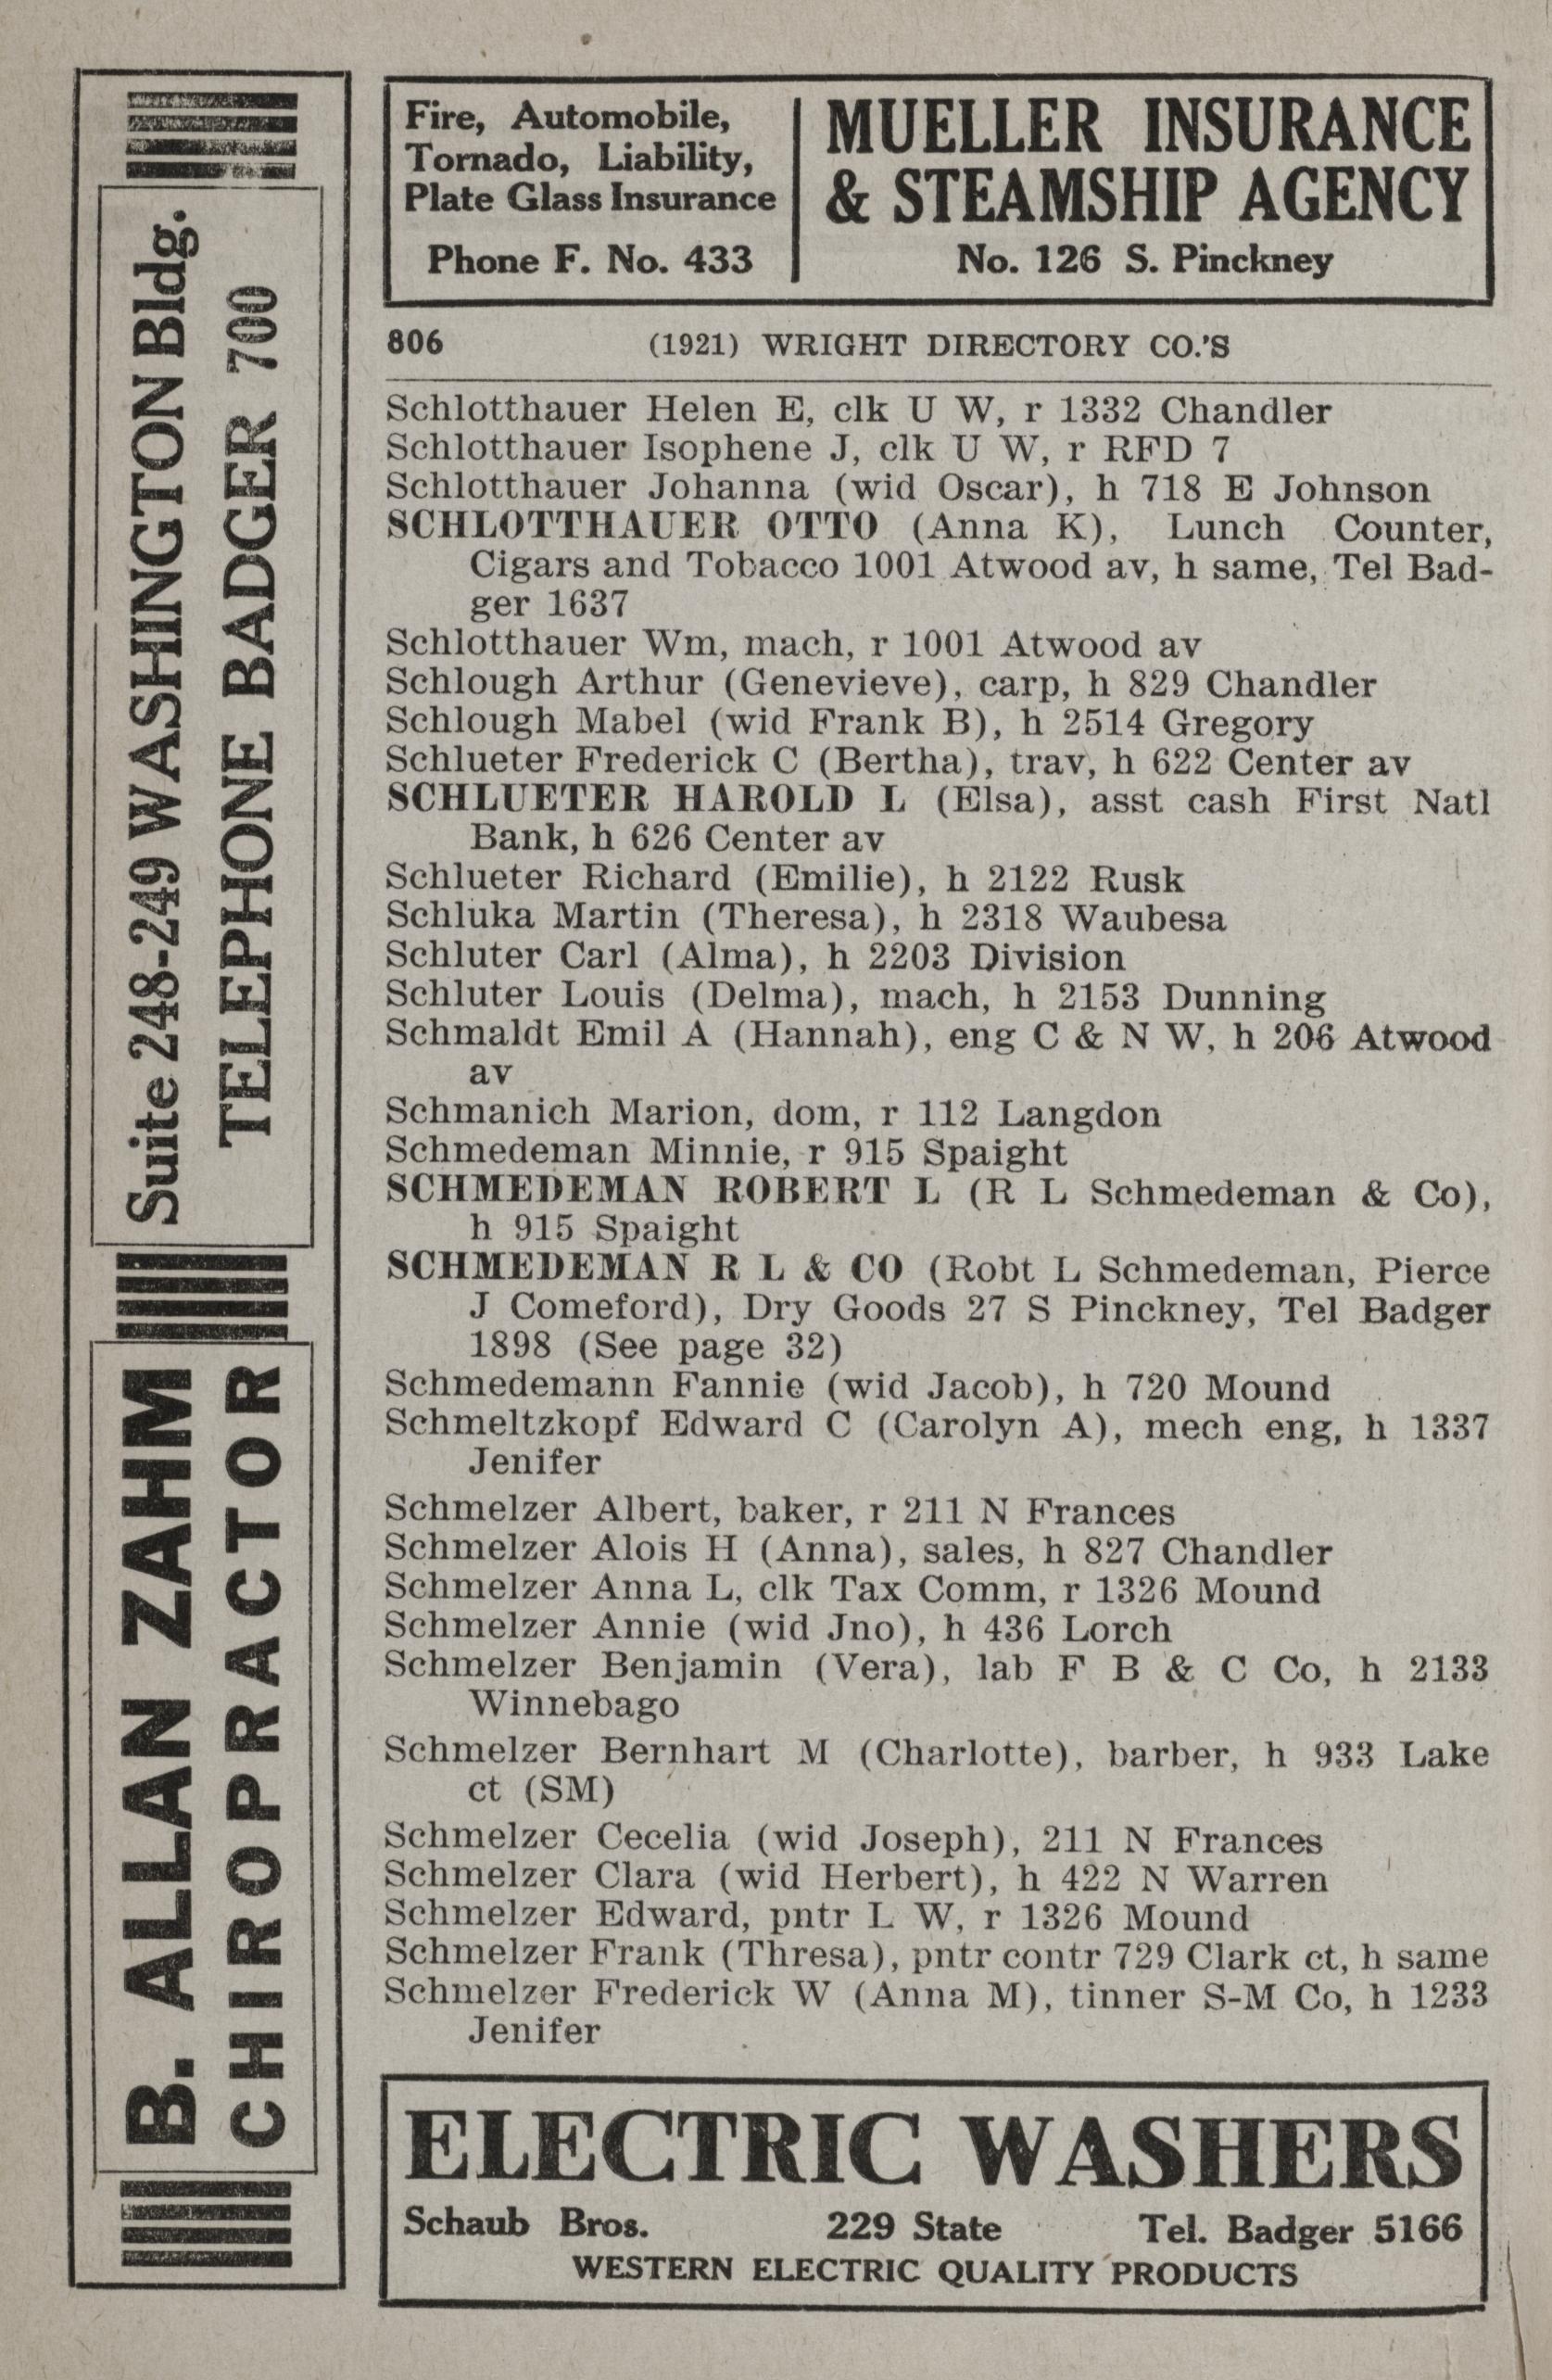 Suite 248-249 WASHINGTON Bldg.
TELEPHONE BADGER 700
B. ALLAN ZAHM
CHIROPRACTOR
Fire, Automobile,
Tornado, Liability,
Plate Glass Insurance
Phone F. No. 433
MUELLER INSURANCE
& STEAMSHIP AGENCY
No. 126 S. Pinckney
806 (1921) WRIGHT DIRECTORY CO.'S
Schlotthauer Helen E, clk U W, r 1332 Chandler
Schlotthauer Isophene J, clk U W, r RFD 7
Schlotthauer Johanna (wid Oscar), h 718 E Johnson
SCHLOTTHAUER OTTO (Anna K), Lunch Counter,
Cigars and Tobacco 1001 Atwood av, h same, Tel Bad-
ger 1637
Schlotthauer Wm, mach, r 1001 Atwood av
Schlough Arthur (Genevieve), carp, h 829 Chandler
Schlough Mabel (wid Frank B), h 2514 Gregory
Schlueter Frederick C (Bertha), trav, h 622 Center av
SCHLUETER HAROLD L (Elsa), asst cash First Natl
Bank, h 626 Center av
Schlueter Richard (Emilie), h 2122 Rusk
Schluka Martin (Theresa), h 2318 Waubesa
Schluter Carl (Alma), h 2203 Division
Schluter Louis (Delma), mach, h 2153 Dunning
Schmaldt Emil A (Hannah), eng C & N W, h 206 Atwood
av
Schmanich Marion, dom, r 112 Langdon
Schmedeman Minnie, r 915 Spaight
SCHMEDEMAN ROBERT L (R L Schmedeman & Co),
h 915 Spaight
SCHMEDEMAN R L & CO (Robt L Schmedeman, Pierce
J Comeford), Dry Goods 27 S Pinckney, Tel Badger
1898 (See page 32)
Schmedemann Fannie (wid Jacob), h 720 Mound
Schmeltzkopf Edward C (Carolyn A), mech eng, h 1337
Jenifer
Schmelzer Albert, baker, r 211 N Frances
Schmelzer Alois H (Anna), sales, h 827 Chandler
Schmelzer Anna L, clk Tax Comm, r 1326 Mound
Schmelzer Annie (wid Jno), h 436 Lorch
Schmelzer Benjamin (Vera), lab F B & C Co, h 2133
Winnebago
Schmelzer Bernhart M (Charlotte), barber, h 933 Lake
ct (SM)
Schmelzer Cecelia (wid Joseph), 211 N Frances
Schmelzer Clara (wid Herbert), h 422 N Warren
Schmelzer Edward, pntr L W, r 1326 Mound
Schmelzer Frank (Thresa), pntr contr 729 Clark ct, h same
Schmelzer Frederick W (Anna M), tinner S-M Co, h 1233
Jenifer
ELECTRIC WASHERS
Schaub Bros. 229 State Tel. Badger 5166
WESTERN ELECTRIC QUALITY PRODUCTS